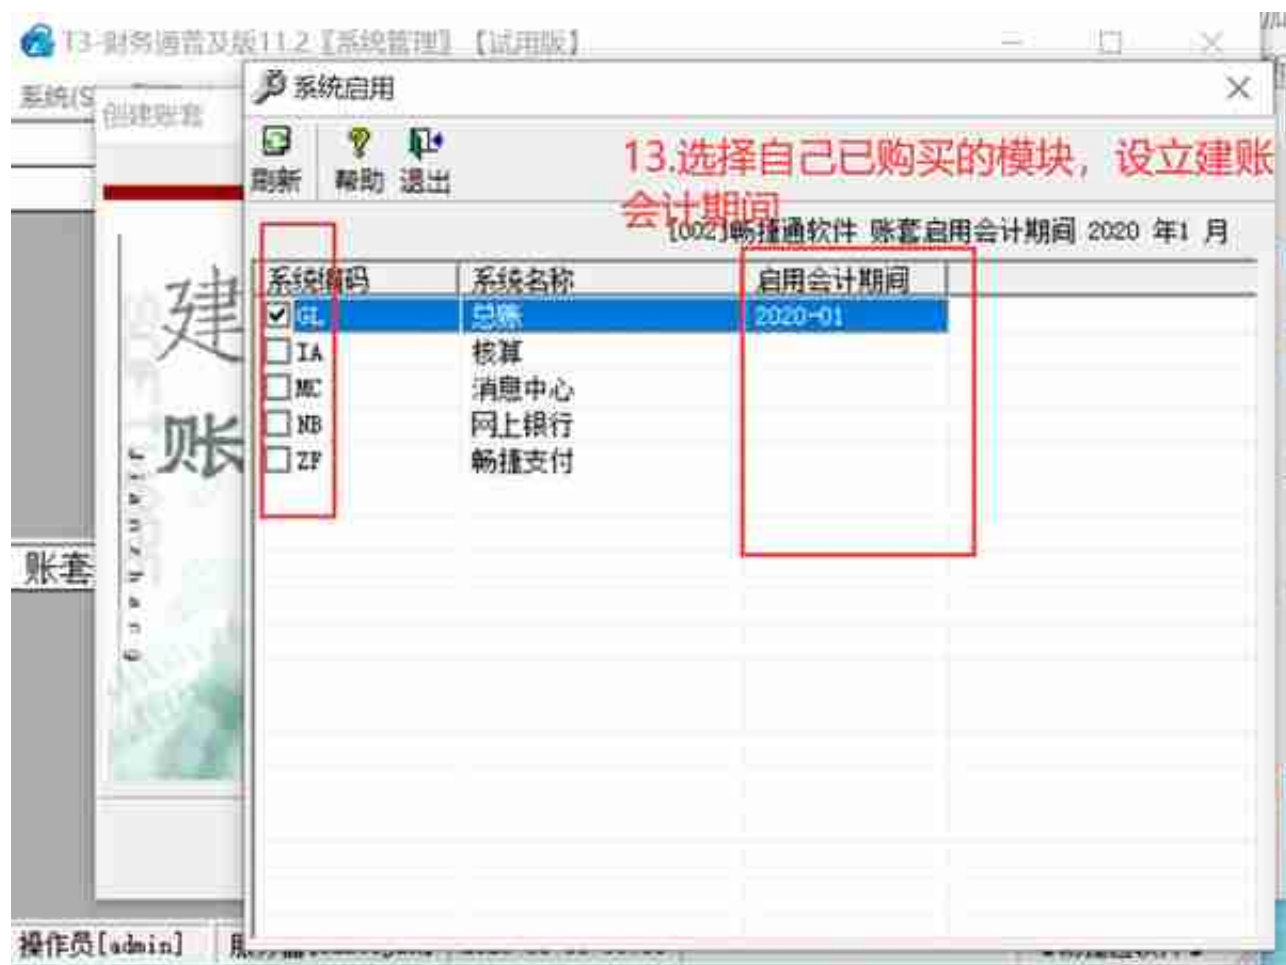 T3-财务通普及版11.2〖系统管理〗【试用版】
系统(S
创建账套
系统启用
刷新 帮助 退出
13.选择自己已购买的模块，设立建账
会计期间
[002]畅捷通软件 账套启用会计期间 2020 年1 月
系统编码 系统名称 启用会计期间
GL 总账 2020-01
IA 核算
MC 消息中心
NB 网上银行
ZF 畅捷支付
建
账
Jianzhang
账套
操作员[admin]